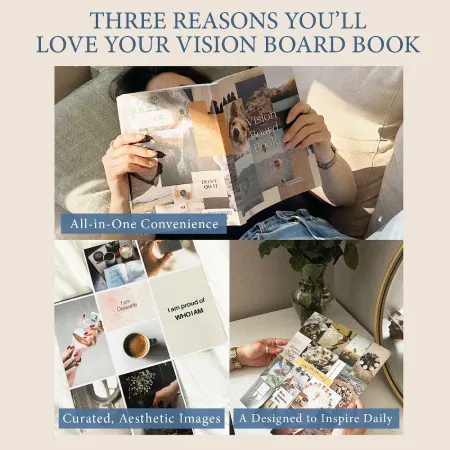 THREE REASONS YOU'LL
LOVE YOUR VISION BOARD BOOK
Vision
Board
Book
DON'T
QUIT
All-in-One Convenience
I am proud of
WHO I AM
I am
Curated, Aesthetic Images
A Designed to Inspire Daily